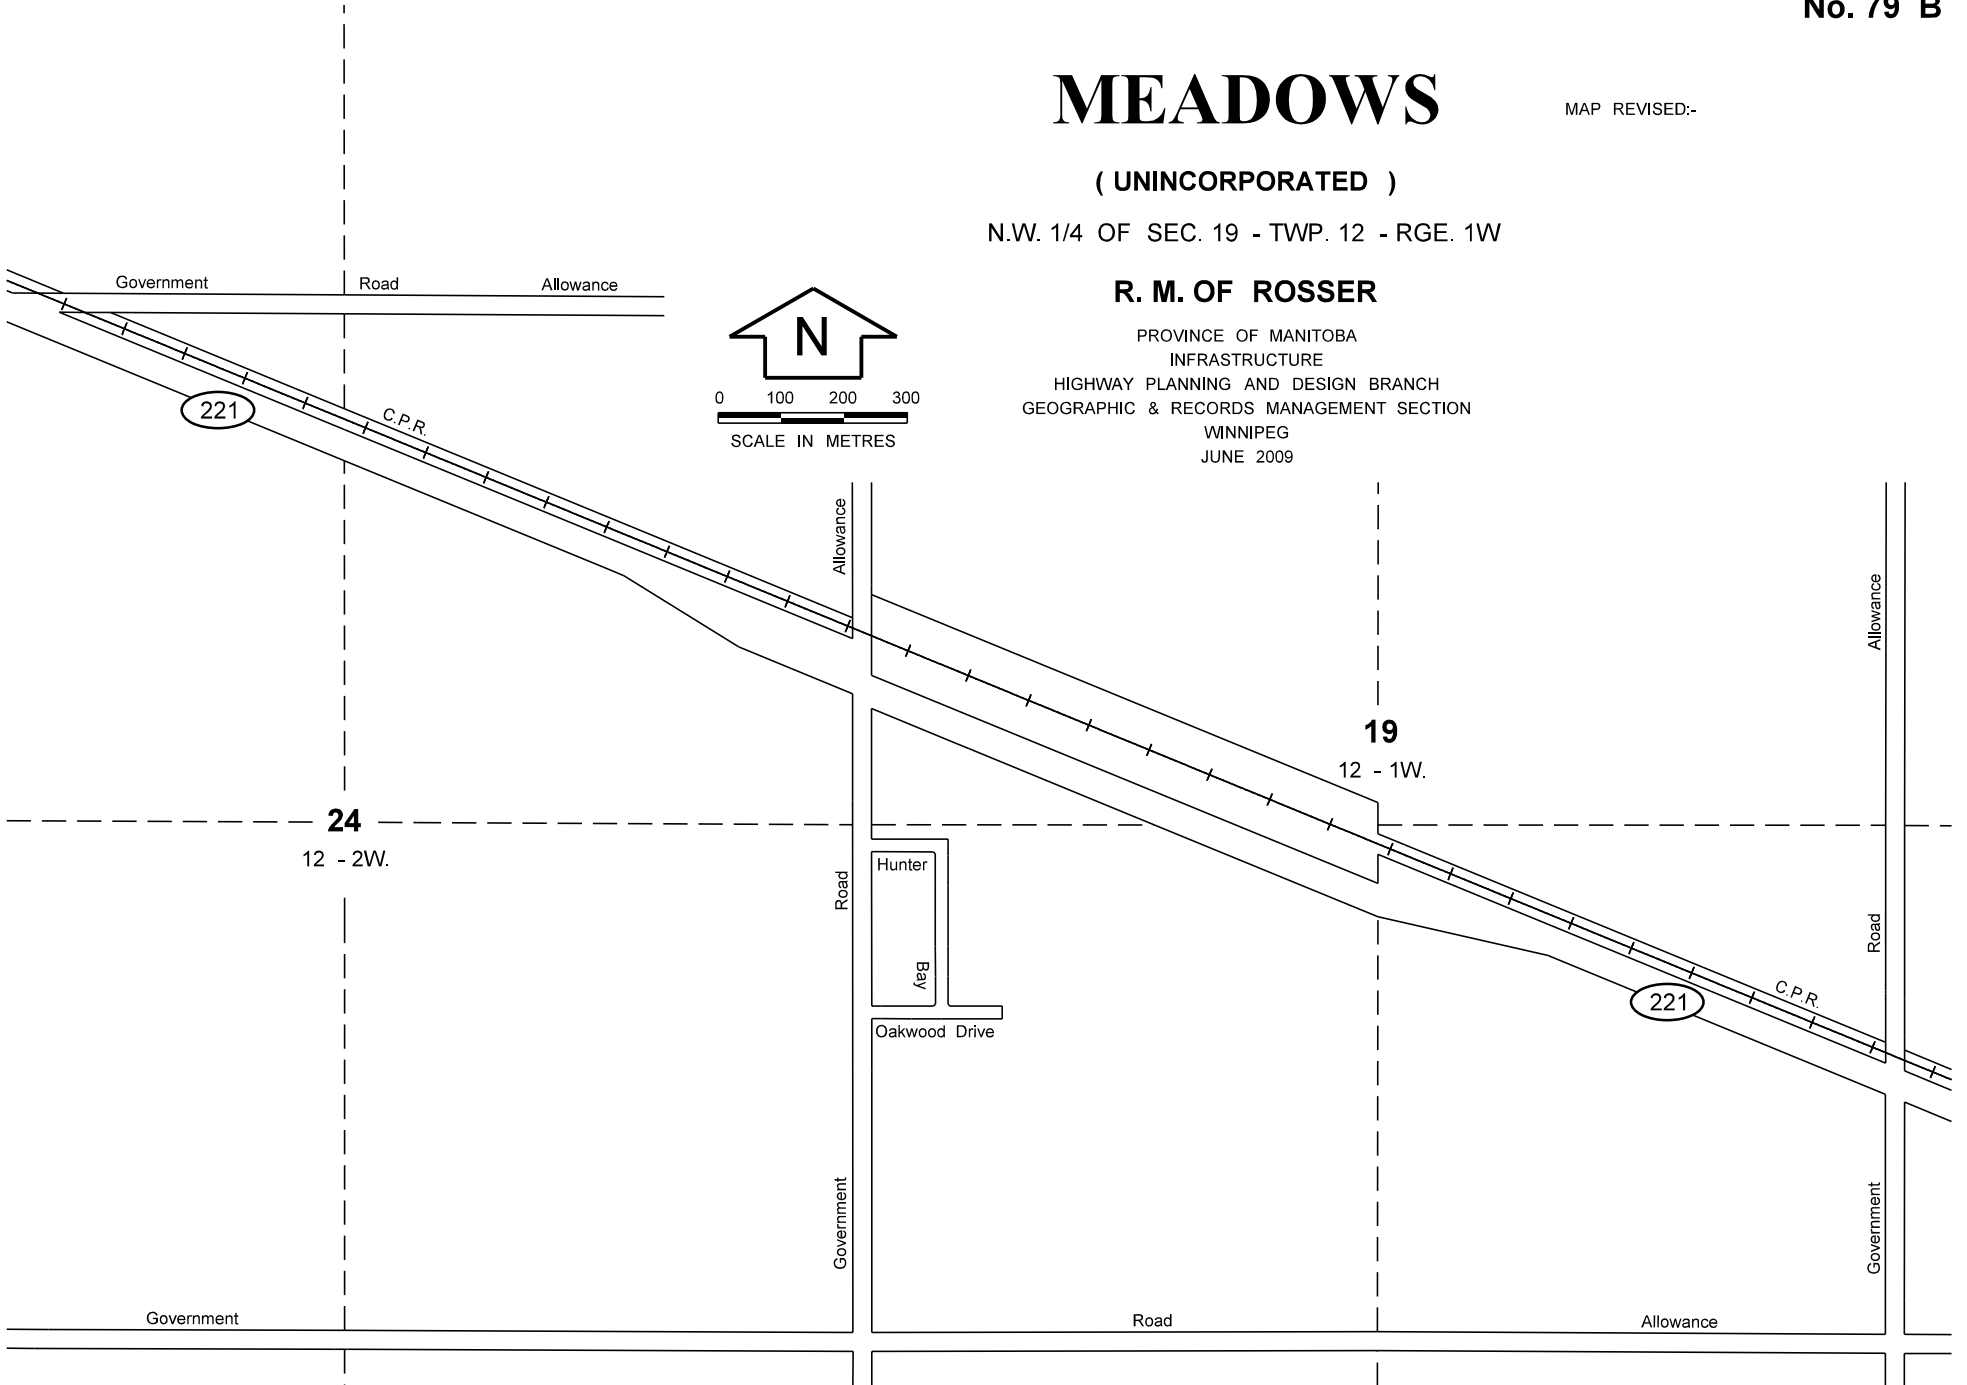 No. 79 B
MEADOWS
MAP REVISED:-
( UNINCORPORATED )
N.W. 1/4 OF SEC. 19 - TWP. 12 - RGE. 1W
R. M. OF ROSSER
PROVINCE OF MANITOBA
INFRASTRUCTURE
HIGHWAY PLANNING AND DESIGN BRANCH
GEOGRAPHIC & RECORDS MANAGEMENT SECTION
WINNIPEG
JUNE 2009
Government Road Allowance
N
0 100 200 300
SCALE IN METRES
221
C.P.R.
Allowance
Allowance
19
12 - 1W.
24
12 - 2W.
Hunter
Road
Bay
Road
Oakwood Drive
C.P.R.
221
Government
Government
Government Road Allowance